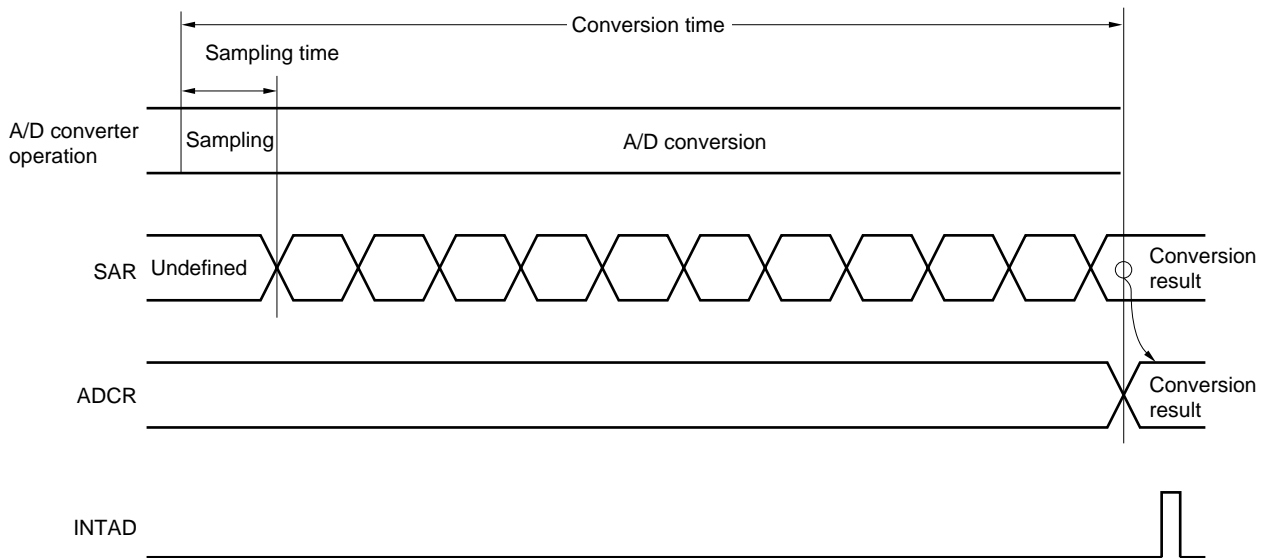 Conversion time
Sampling time
A/D converter
operation
Sampling
A/D conversion
SAR
Undefined
Conversion
result
ADCR
Conversion
result
INTAD